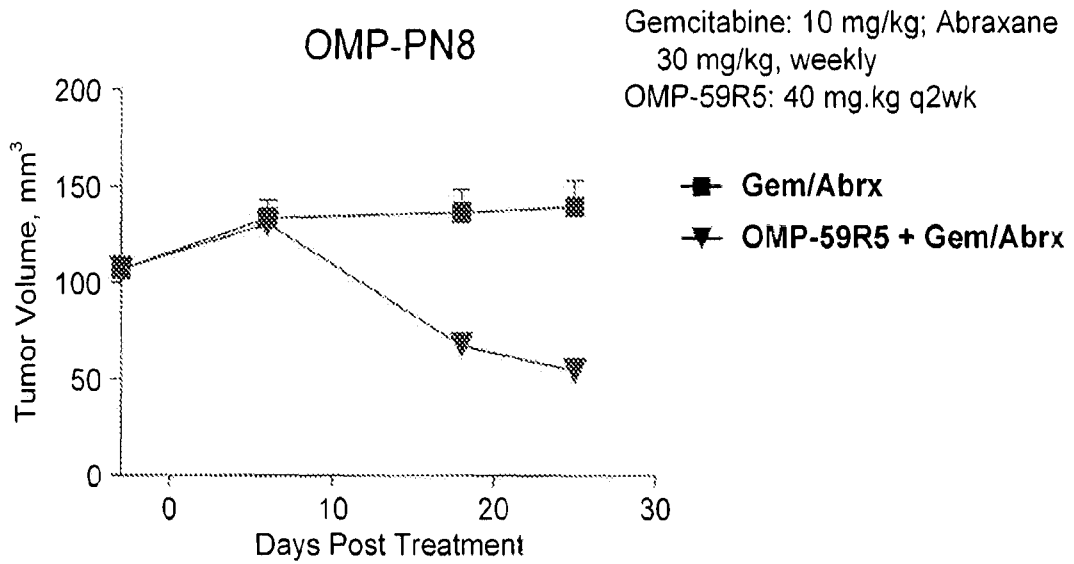 OMP-PN8
Gemcitabine: 10 mg/kg; Abraxane
30 mg/kg, weekly
OMP-59R5: 40 mg.kg q2wk
Gem/Abrx
OMP-59R5 + Gem/Abrx
Tumor Volume, mm³
200
150
100
50
0
0
10
20
30
Days Post Treatment